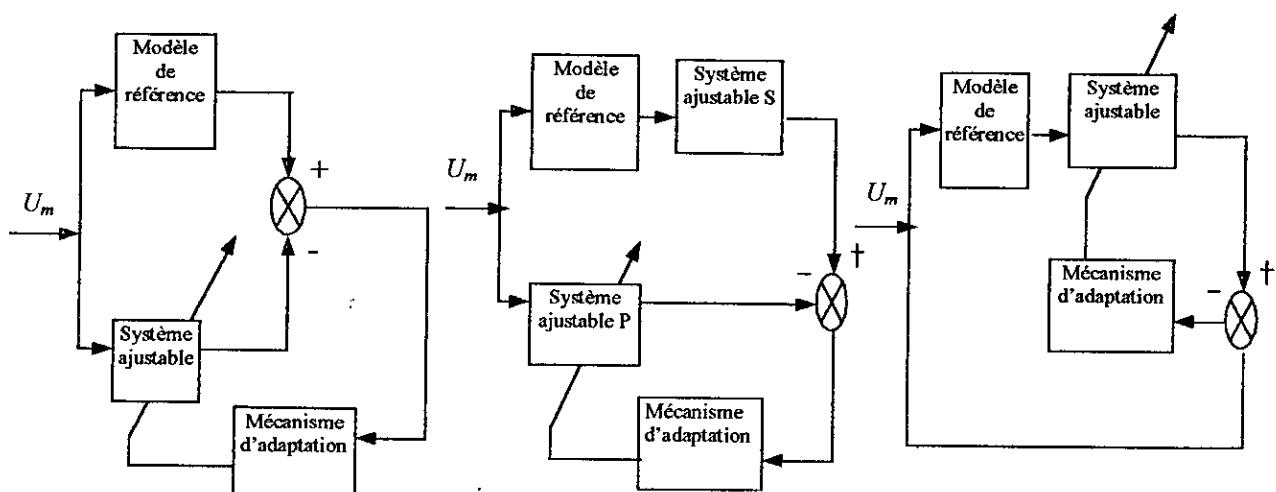 Modèle
de
référence
+
U_m
-
Système
ajustable
Mécanisme
d'adaptation
Modèle
de
référence
Système
ajustable S
U_m
-
+
Système
ajustable P
Mécanisme
d'adaptation
Modèle
de
référence
Système
ajustable
U_m
Mécanisme
d'adaptation
-
+